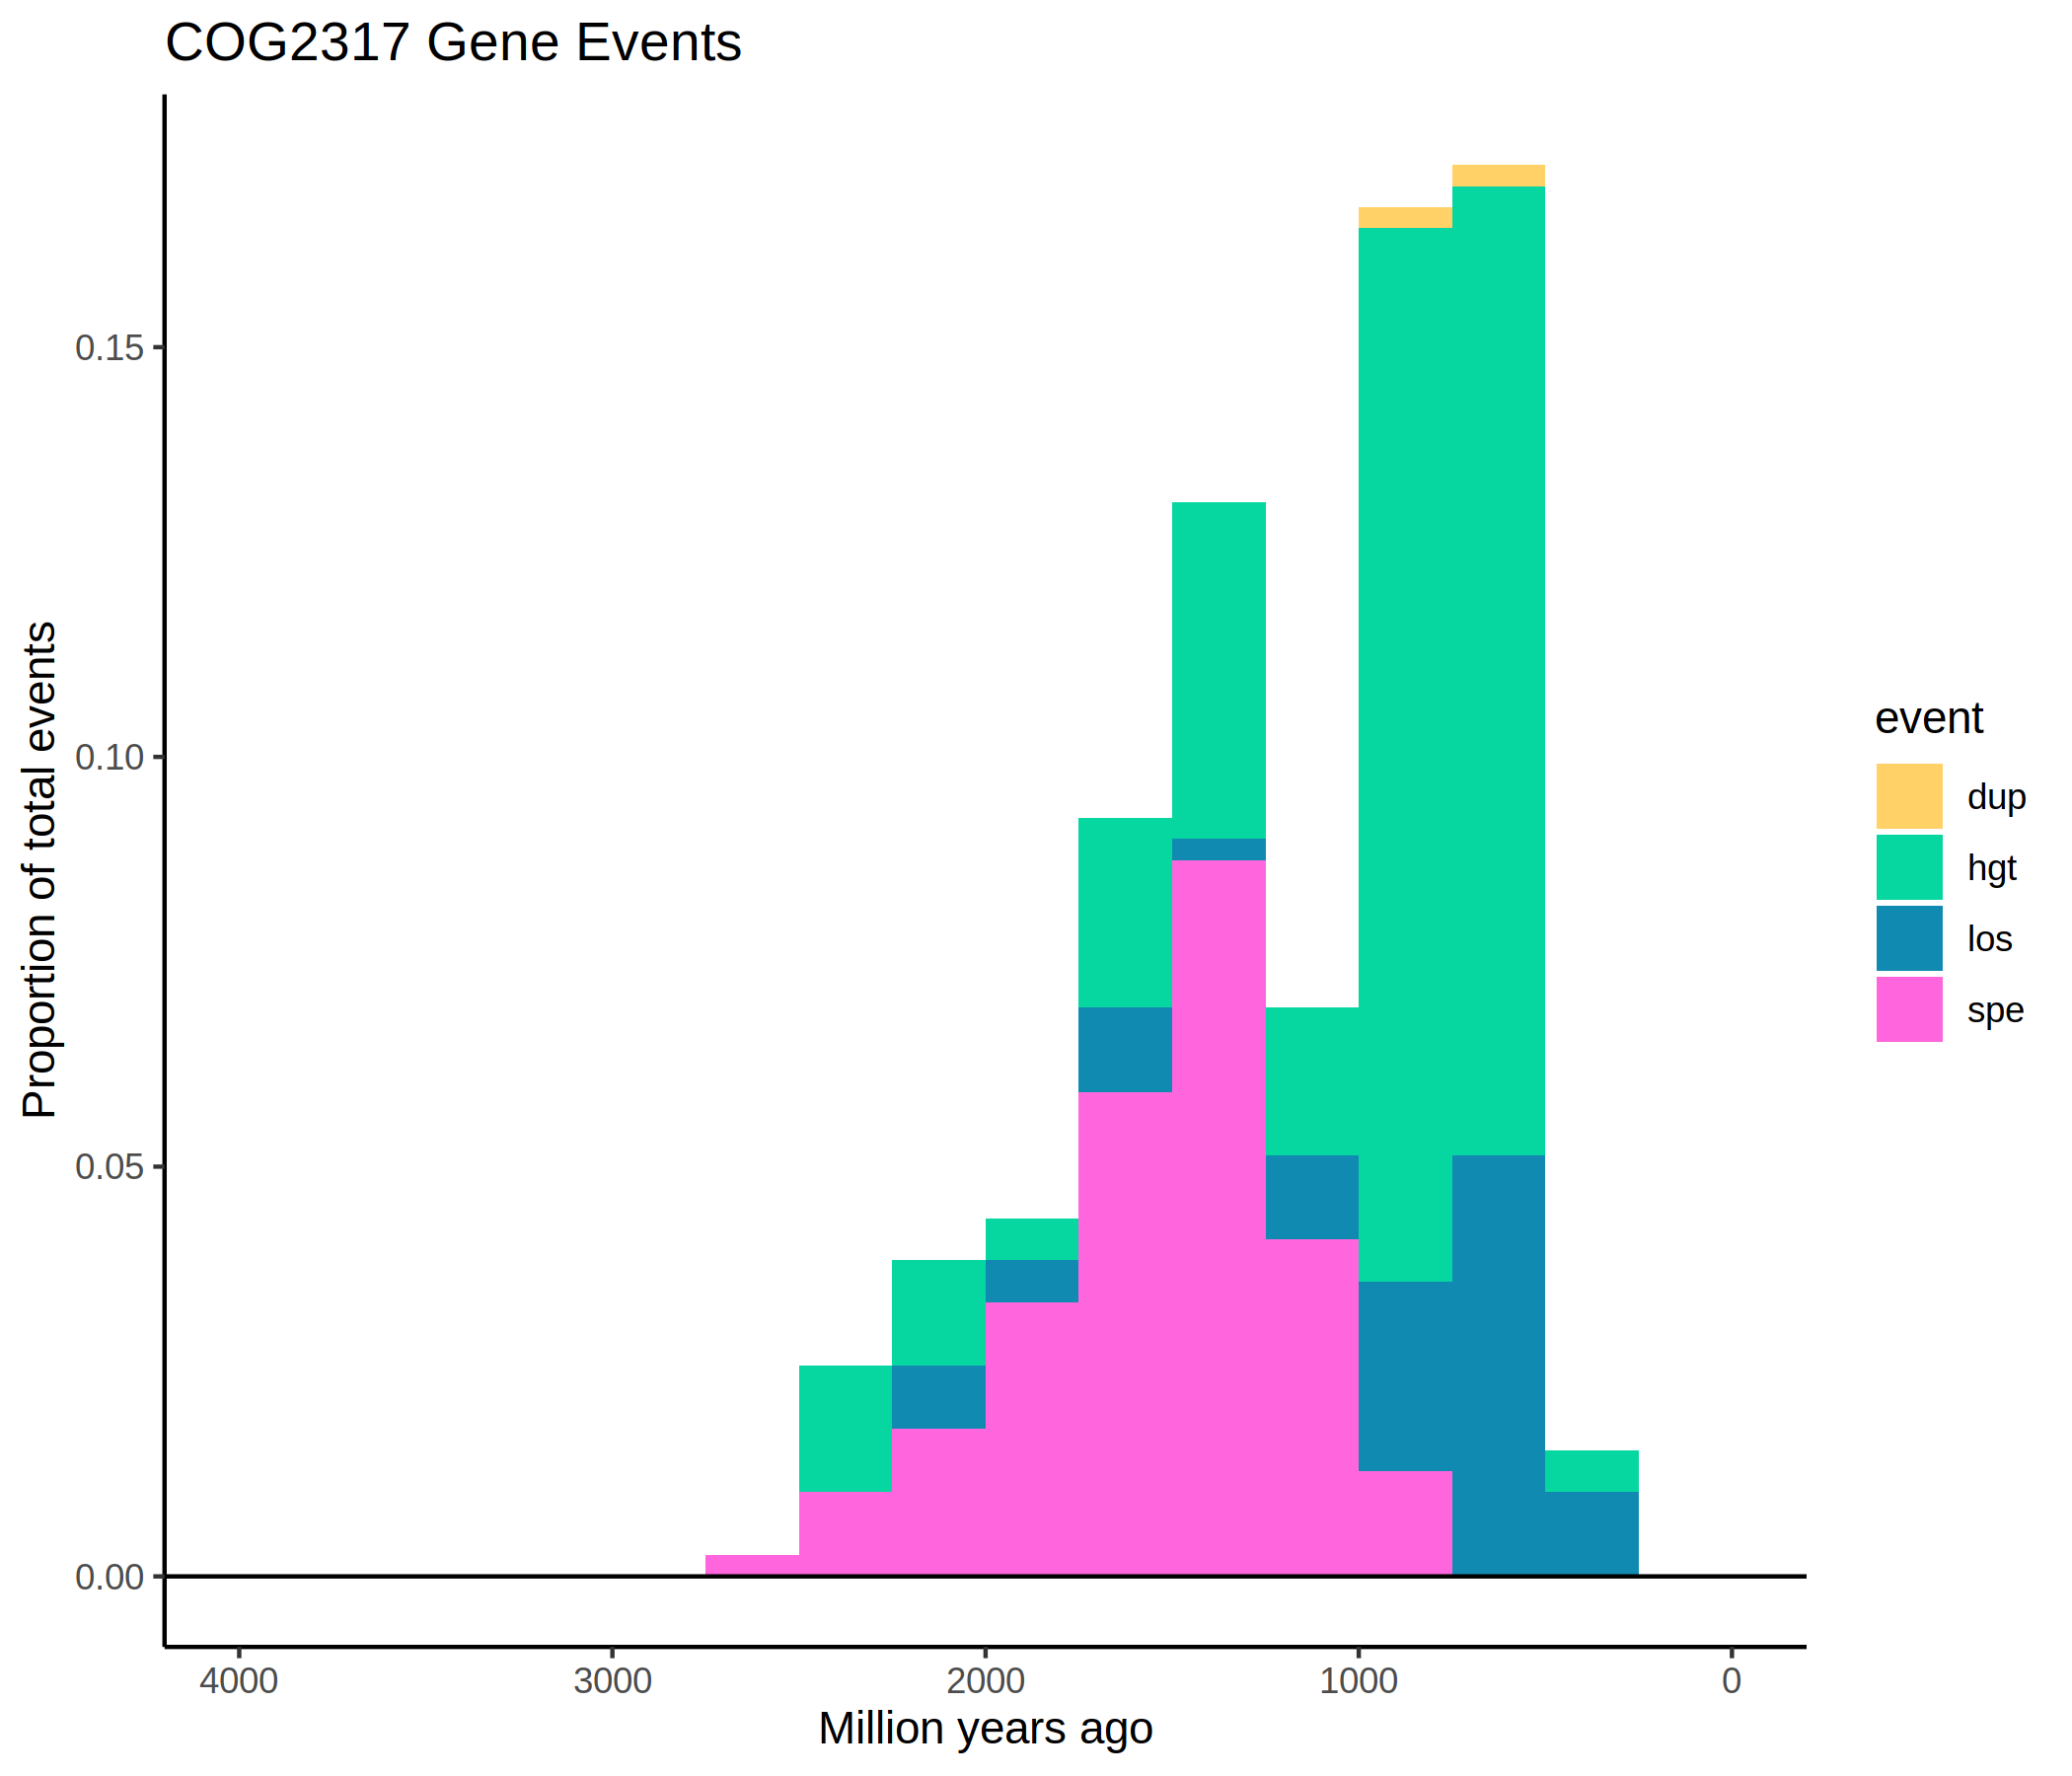 COG2317 Gene Events
Proportion of total events
0.15
0.10
0.05
0.00
4000 3000 2000 1000 0
Million years ago
event
dup
hgt
los
spe